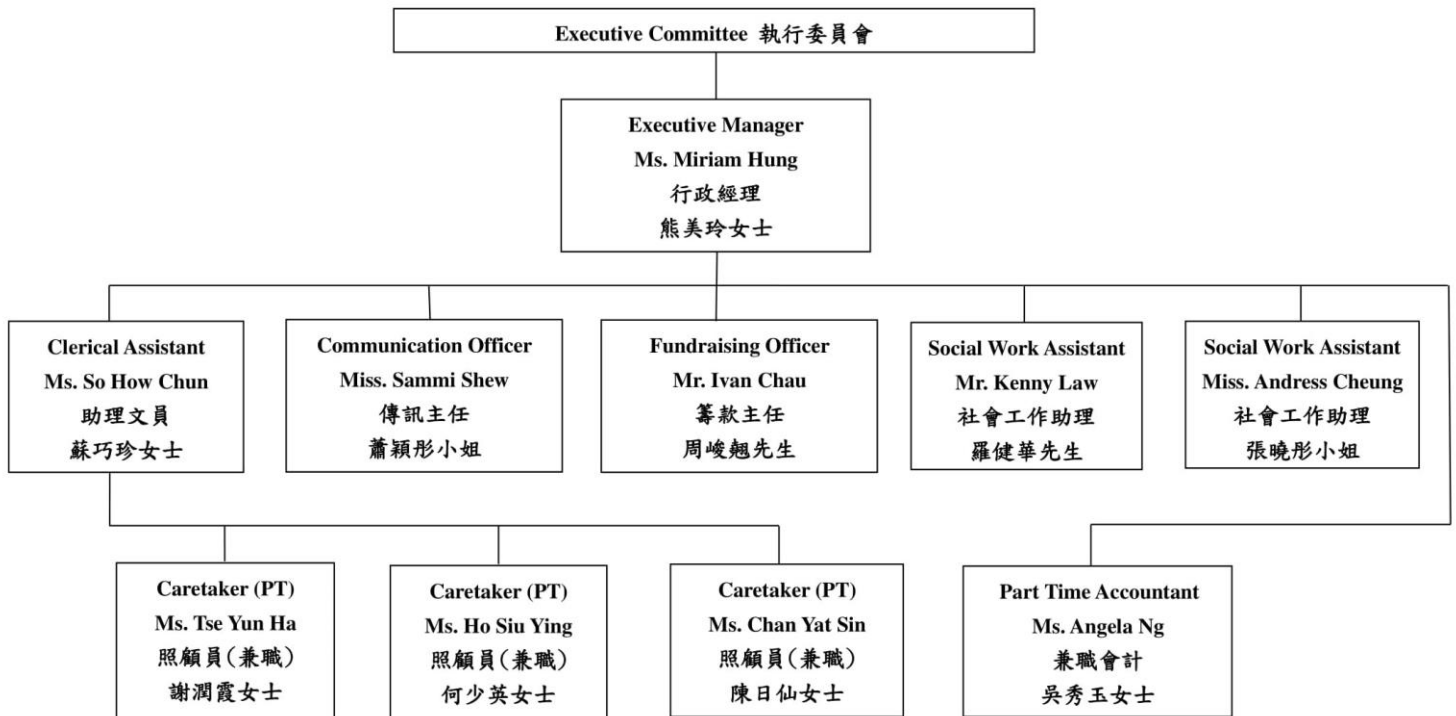 Executive Committee 執行委員會
Executive Manager
Ms. Miriam Hung
行政經理
熊美玲女士
Clerical Assistant
Ms. So How Chun
助理文員
蘇巧珍女士
Communication Officer
Miss. Sammi Shew
傳訊主任
蕭穎彤小姐
Fundraising Officer
Mr. Ivan Chau
籌款主任
周峻翹先生
Social Work Assistant
Mr. Kenny Law
社會工作助理
羅健華先生
Social Work Assistant
Miss. Andress Cheung
社會工作助理
張曉彤小姐
Caretaker (PT)
Ms. Tse Yun Ha
照顧員(兼職)
謝潤霞女士
Caretaker (PT)
Ms. Ho Siu Ying
照顧員(兼職)
何少英女士
Caretaker (PT)
Ms. Chan Yat Sin
照顧員(兼職)
陳日仙女士
Part Time Accountant
Ms. Angela Ng
兼職會計
吳秀玉女士